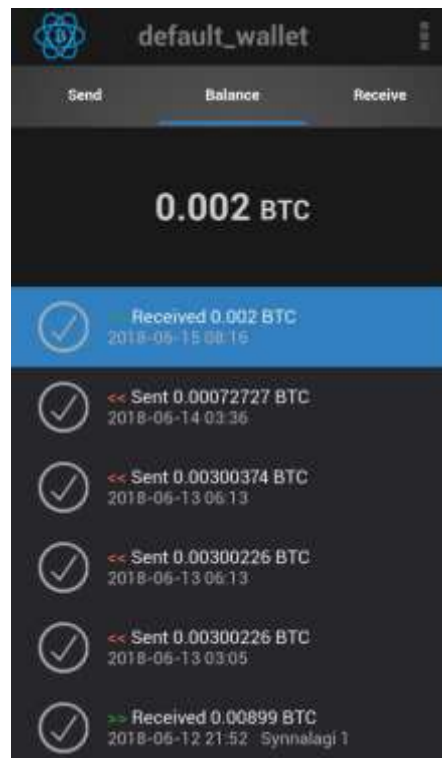 default_wallet
Send Balance Receive
0.002 BTC
>> Received 0.002 BTC
2018-06-15 08:16
<< Sent 0.00072727 BTC
2018-06-14 03:36
<< Sent 0.00300374 BTC
2018-06-13 06:13
<< Sent 0.00300226 BTC
2018-06-13 06:13
<< Sent 0.00300226 BTC
2018-06-13 03:05
>> Received 0.00899 BTC
2018-06-12 21:52 Synnalagi 1